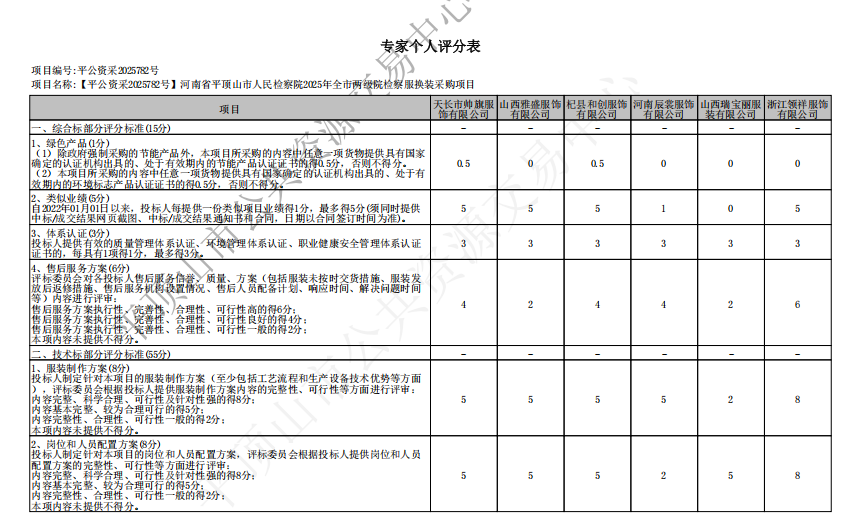 专家个人评分表
项目编号:平公资采2025782号
项目名称:【平公资采2025782号】河南省平顶山市人民检察院2025年全市两级院检察服换装采购项目
项目 天长市帅旗服饰有限公司 山西雅盛服饰有限公司 杞县和创服饰有限公司 河南辰裳服饰有限公司 山西瑞宝丽服装有限公司 浙江领祥服饰有限公司
一、综合标部分评分标准(15分) - - - - - -
1、绿色产品(1分)
（1）除政府强制采购的节能产品外，本项目所采购的内容中任意一项货物提供具有国家
确定的认证机构出具的、处于有效期内的节能产品认证证书的得0.5分，否则不得分。
（2）本项目所采购的内容中任意一项货物提供具有国家确定的认证机构出具的、处于有
效期内的环境标志产品认证证书的得0.5分，否则不得分。
0.5 0 0.5 0 0 0
2、类似业绩(5分)
自2022年01月01日以来，投标人每提供一份类似项目业绩得1分，最多得5分(须同时提供
中标/成交结果网页截图、中标/成交结果通知书和合同，日期以合同签订时间为准)。
5 5 5 1 0 5
3、体系认证(3分)
投标人提供有效的质量管理体系认证、环境管理体系认证、职业健康安全管理体系认证
证书的，每具有1项得1分，最多得3分。
3 3 3 3 3 3
4、售后服务方案(6分)
评标委员会对各投标人售后服务信誉、质量、方案（包括服装未按时交货措施、服装发
放后返修措施、售后服务机构设置情况、售后人员配备计划、响应时间、解决问题时间
等）内容进行评审:
售后服务方案执行性、完善性、合理性、可行性高的得6分;
售后服务方案执行性、完善性、合理性、可行性良好的得4分;
售后服务方案执行性、完善性、合理性、可行性一般的得2分;
本项内容未提供不得分。
4 2 4 4 2 6
二、技术标部分评分标准(55分) - - - - - -
1、服装制作方案(8分)
投标人制定针对本项目的服装制作方案（至少包括工艺流程和生产设备技术优势等方面
），评标委员会根据投标人提供服装制作方案内容的完整性、可行性等方面进行评审:
内容完整、科学合理、可行性及针对性强的得8分;
内容基本完整、较为合理可行的得5分;
内容完整性、合理性、可行性一般的得2分;
本项内容未提供不得分。
5 5 5 5 2 8
2、岗位和人员配置方案(8分)
投标人制定针对本项目的岗位和人员配置方案，评标委员会根据投标人提供岗位和人员
配置方案的完整性、可行性等方面进行评审:
内容完整、科学合理、可行性及针对性强的得8分;
内容基本完整、较为合理可行的得5分;
内容完整性、合理性、可行性一般的得2分;
本项内容未提供不得分。
5 5 5 2 5 8
平顶山市公共资源交易中心
平顶山市公共资源交易中心